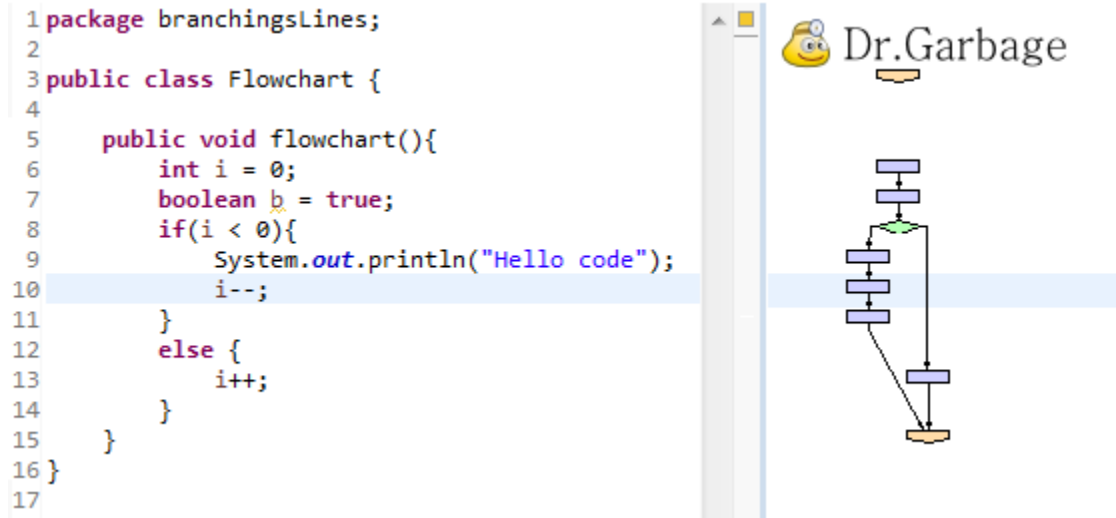 1 package branchingsLines;
2
3 public class Flowchart {
4
5     public void flowchart(){
6         int i = 0;
7         boolean b = true;
8         if(i < 0){
9             System.out.println("Hello code");
10             i--;
11         }
12         else {
13             i++;
14         }
15     }
16 }
17
Dr.Garbage